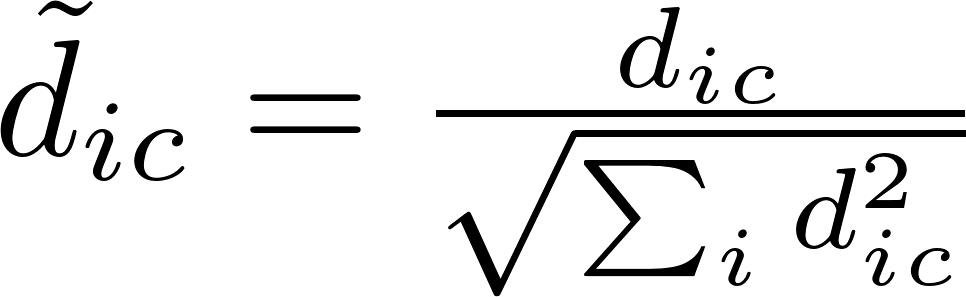 \tilde{d}_{ic} = \frac{d_{ic}}{\sqrt{\sum_i d_{ic}^2}}